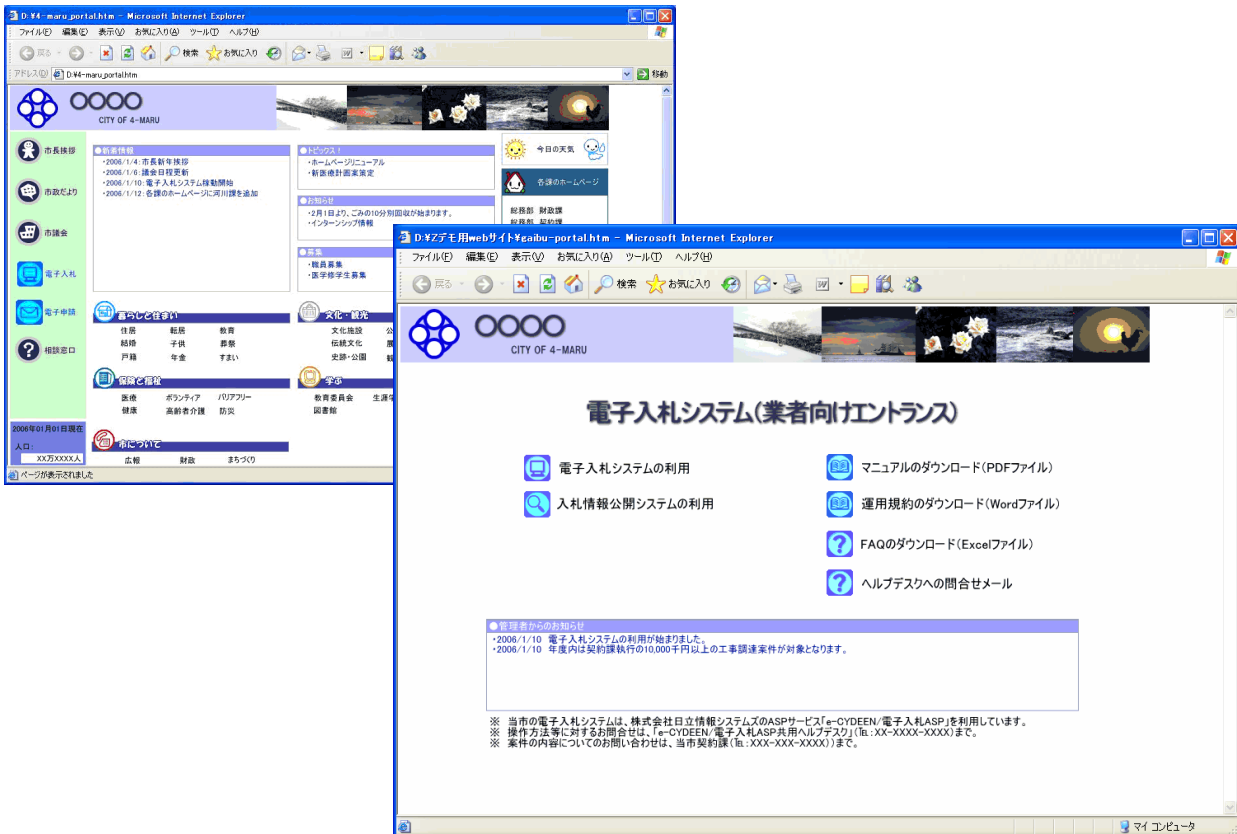 D:¥4-maru_portal.htm - Microsoft Internet Explorer
ファイル(F) 編集(E) 表示(V) お気に入り(A) ツール(T) ヘルプ(H)
戻る 検索 お気に入り
アドレス(D) D:¥4-maru_portal.htm 移動
○○○○
CITY OF 4-MARU
市長挨拶
市政だより
市議会
電子入札
電子申請
相談窓口
2006年01月01日現在
人口:
XX万XXXX人
●新着情報
・2006/1/4:市長新年挨拶
・2006/1/6:議会日程更新
・2006/1/10:電子入札システム稼動開始
・2006/1/12:各課のホームページに河川課を追加
●トピックス!
・ホームページリニューアル
・新医療計画案策定
●お知らせ
・2月1日より、ごみの10分別回収が始まります。
・インターンシップ情報
●募集
・職員募集
・医学修学生募集
今日の天気
各課のホームページ
総務部 財政課
総務部 契約課
暮らしと住まい
住居 転居 教育
結婚 子供 葬祭
戸籍 年金 すまい
文化・観光
文化施設
伝統文化
史跡・公園
保険と福祉
医療 ボランティア バリアフリー
健康 高齢者介護 防災
学ぶ
教育委員会
図書館
市について
広報 財政 まちづくり
ページが表示されました
D:¥Zデモ用webサイト¥gaibu-portal.htm - Microsoft Internet Explorer
ファイル(F) 編集(E) 表示(V) お気に入り(A) ツール(T) ヘルプ(H)
戻る 検索 お気に入り
○○○○
CITY OF 4-MARU
電子入札システム(業者向けエントランス)
電子入札システムの利用
入札情報公開システムの利用
マニュアルのダウンロード(PDFファイル)
運用規約のダウンロード(Wordファイル)
FAQのダウンロード(Excelファイル)
ヘルプデスクへの問合せメール
●管理者からのお知らせ
・2006/1/10 電子入札システムの利用が始まりました。
・2006/1/10 年度内は契約課執行の10,000千円以上の工事調達案件が対象となります。
※ 当市の電子入札システムは、株式会社日立情報システムズのASPサービス「e-CYDEEN/電子入札ASP」を利用しています。
※ 操作方法等に対するお問合せは、「e-CYDEEN/電子入札ASP共用ヘルプデスク」(℡:XX-XXXX-XXXX)まで。
※ 案件の内容についてのお問い合わせは、当市契約課(℡:XXX-XXX-XXXX))まで。
マイ コンピュータ